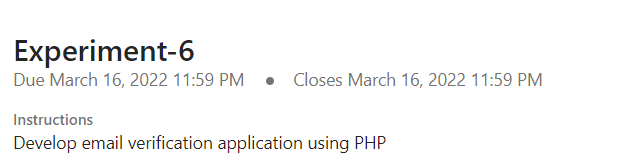 Experiment-6
Due March 16, 2022 11:59 PM • Closes March 16, 2022 11:59 PM
Instructions
Develop email verification application using PHP